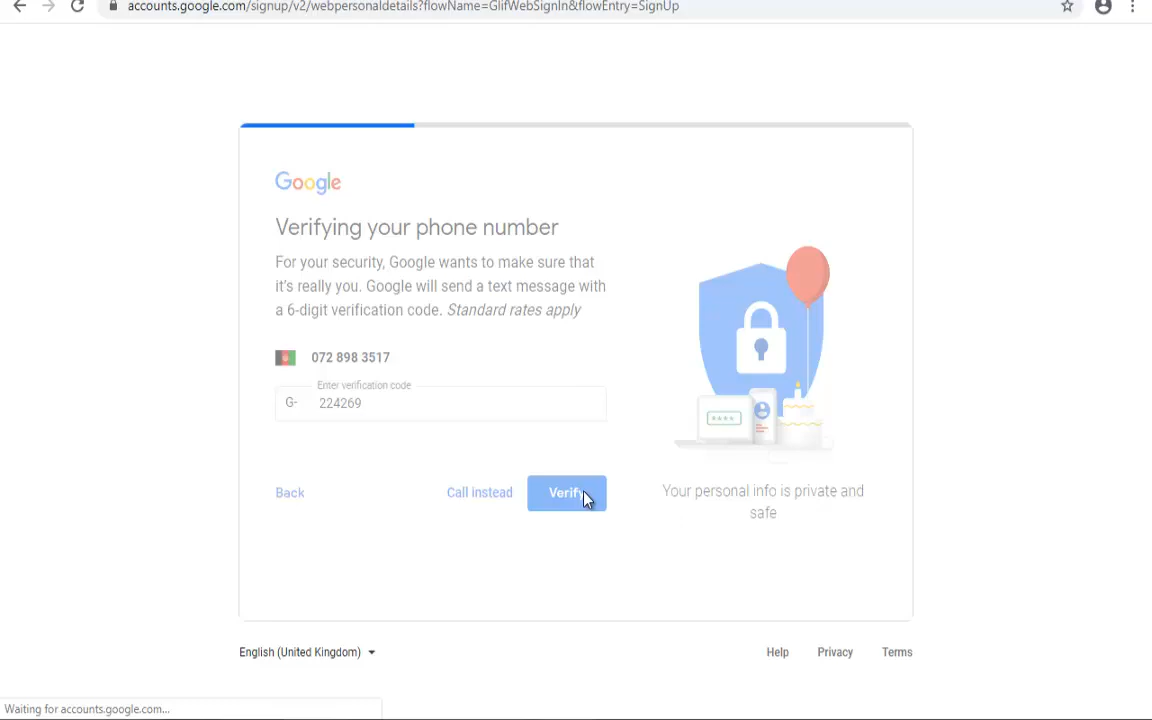 accounts.google.com/signup/v2/webpersonaldetails?flowName=GlifWebSignIn&flowEntry=SignUp
Google
Verifying your phone number
For your security, Google wants to make sure that
it's really you. Google will send a text message with
a 6-digit verification code. Standard rates apply
072 898 3517
Enter verification code
G- 224269
Back
Call instead
Verify
Your personal info is private and
safe
English (United Kingdom)
Help
Privacy
Terms
Waiting for accounts.google.com...